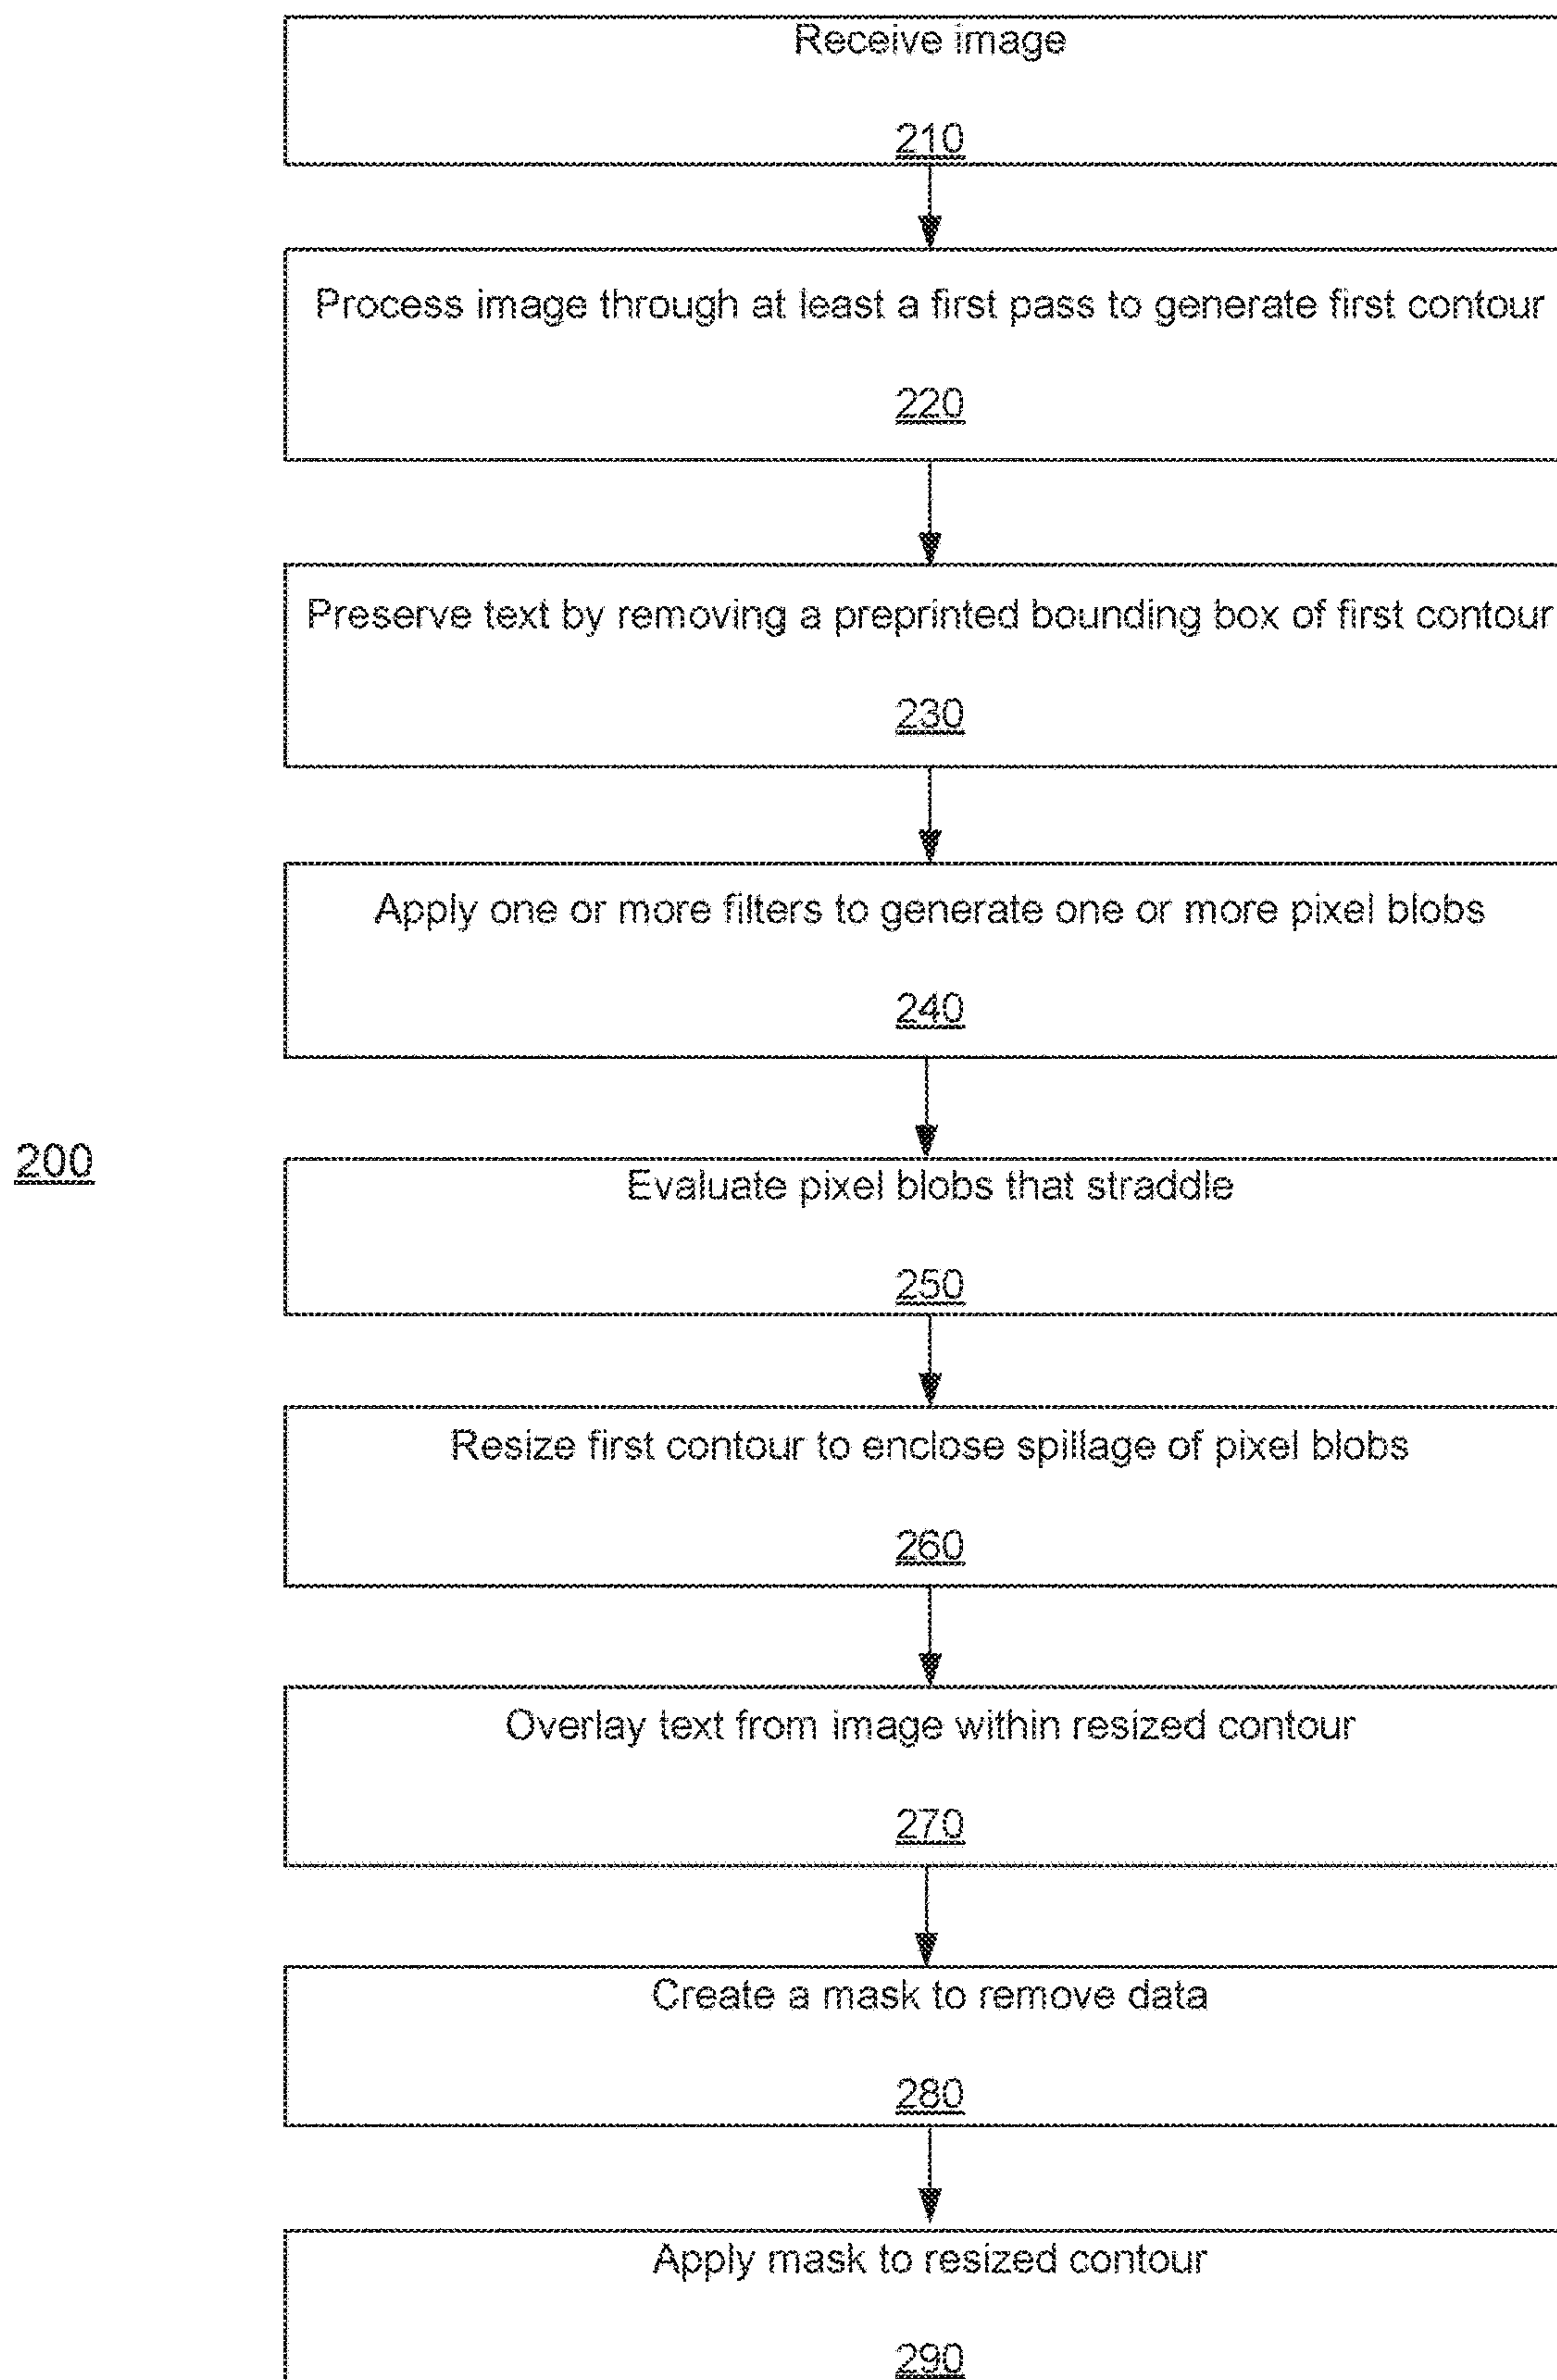 Receive image
210
Process image through at least a first pass to generate first contour
220
Preserve text by removing a preprinted bounding box of first contour
230
Apply one or more filters to generate one or more pixel blobs
240
200
Evaluate pixel blobs that straddle
250
Resize first contour to enclose spillage of pixel blobs
260
Overlay text from image within resized contour
270
Create a mask to remove data
280
Apply mask to resized contour
290